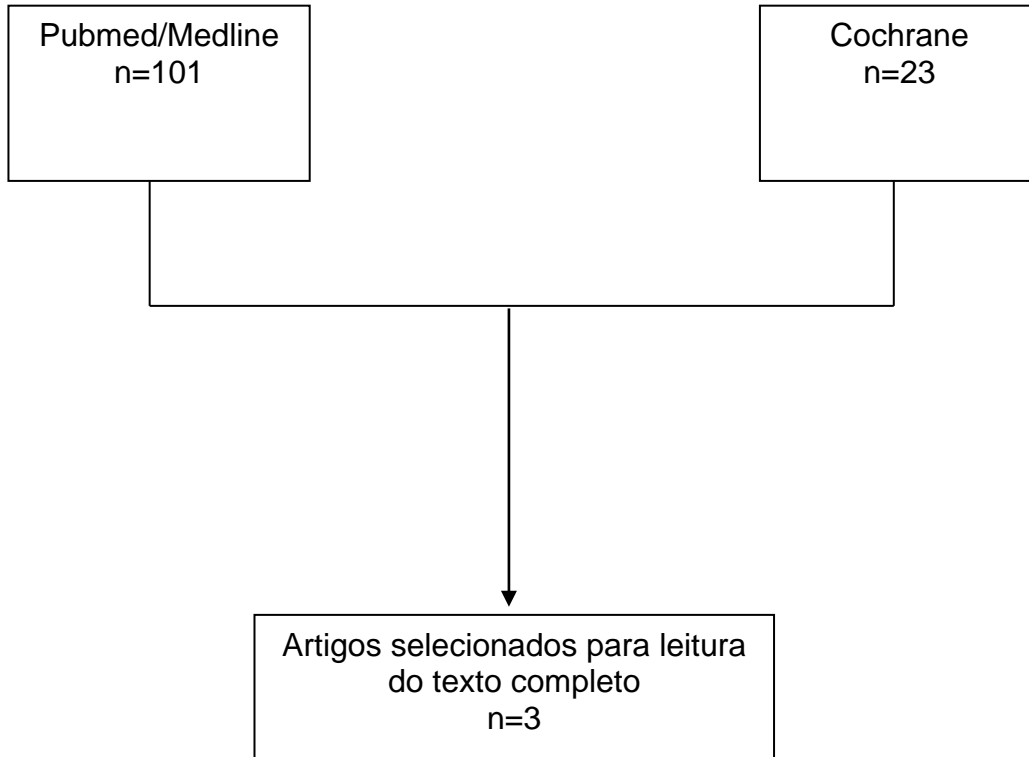 Pubmed/Medline
n=101
Cochrane
n=23
Artigos selecionados para leitura
do texto completo
n=3